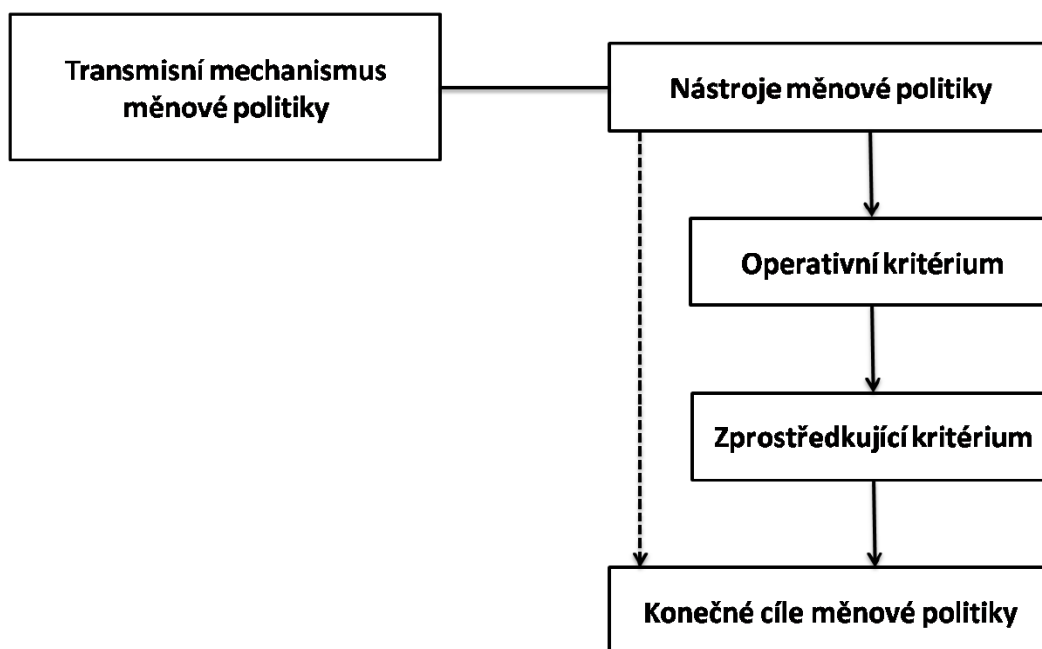 Transmisní mechanismus
měnové politiky
Nástroje měnové politiky
Operativní kritérium
Zprostředkující kritérium
Konečné cíle měnové politiky